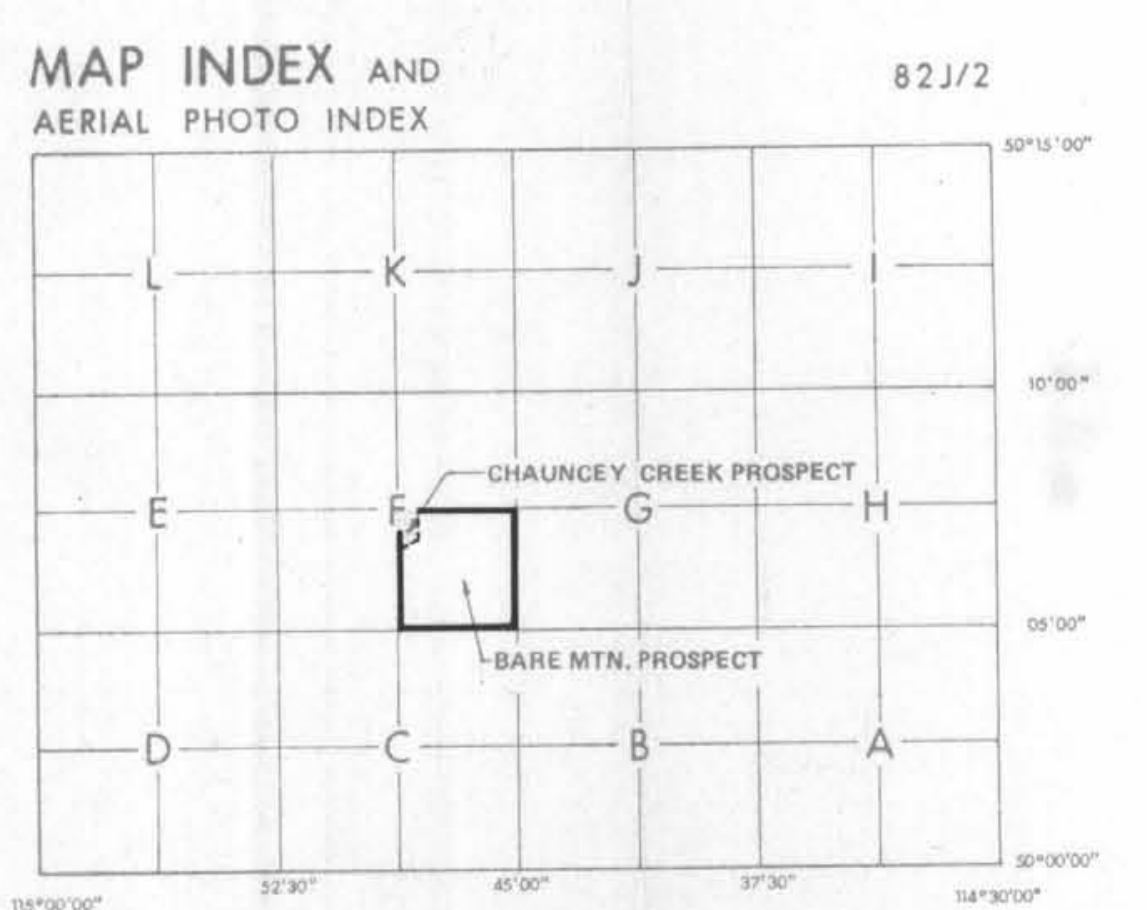 MAP INDEX AND
82J/2
AERIAL PHOTO INDEX
50°15'00"
L K J I
10'00"
CHAUNCEY CREEK PROSPECT
E F G H
05'00"
BARE MTN. PROSPECT
D C B A
50°00'00"
115°00'00" 52'30" 45'00" 37'30" 114°30'00"